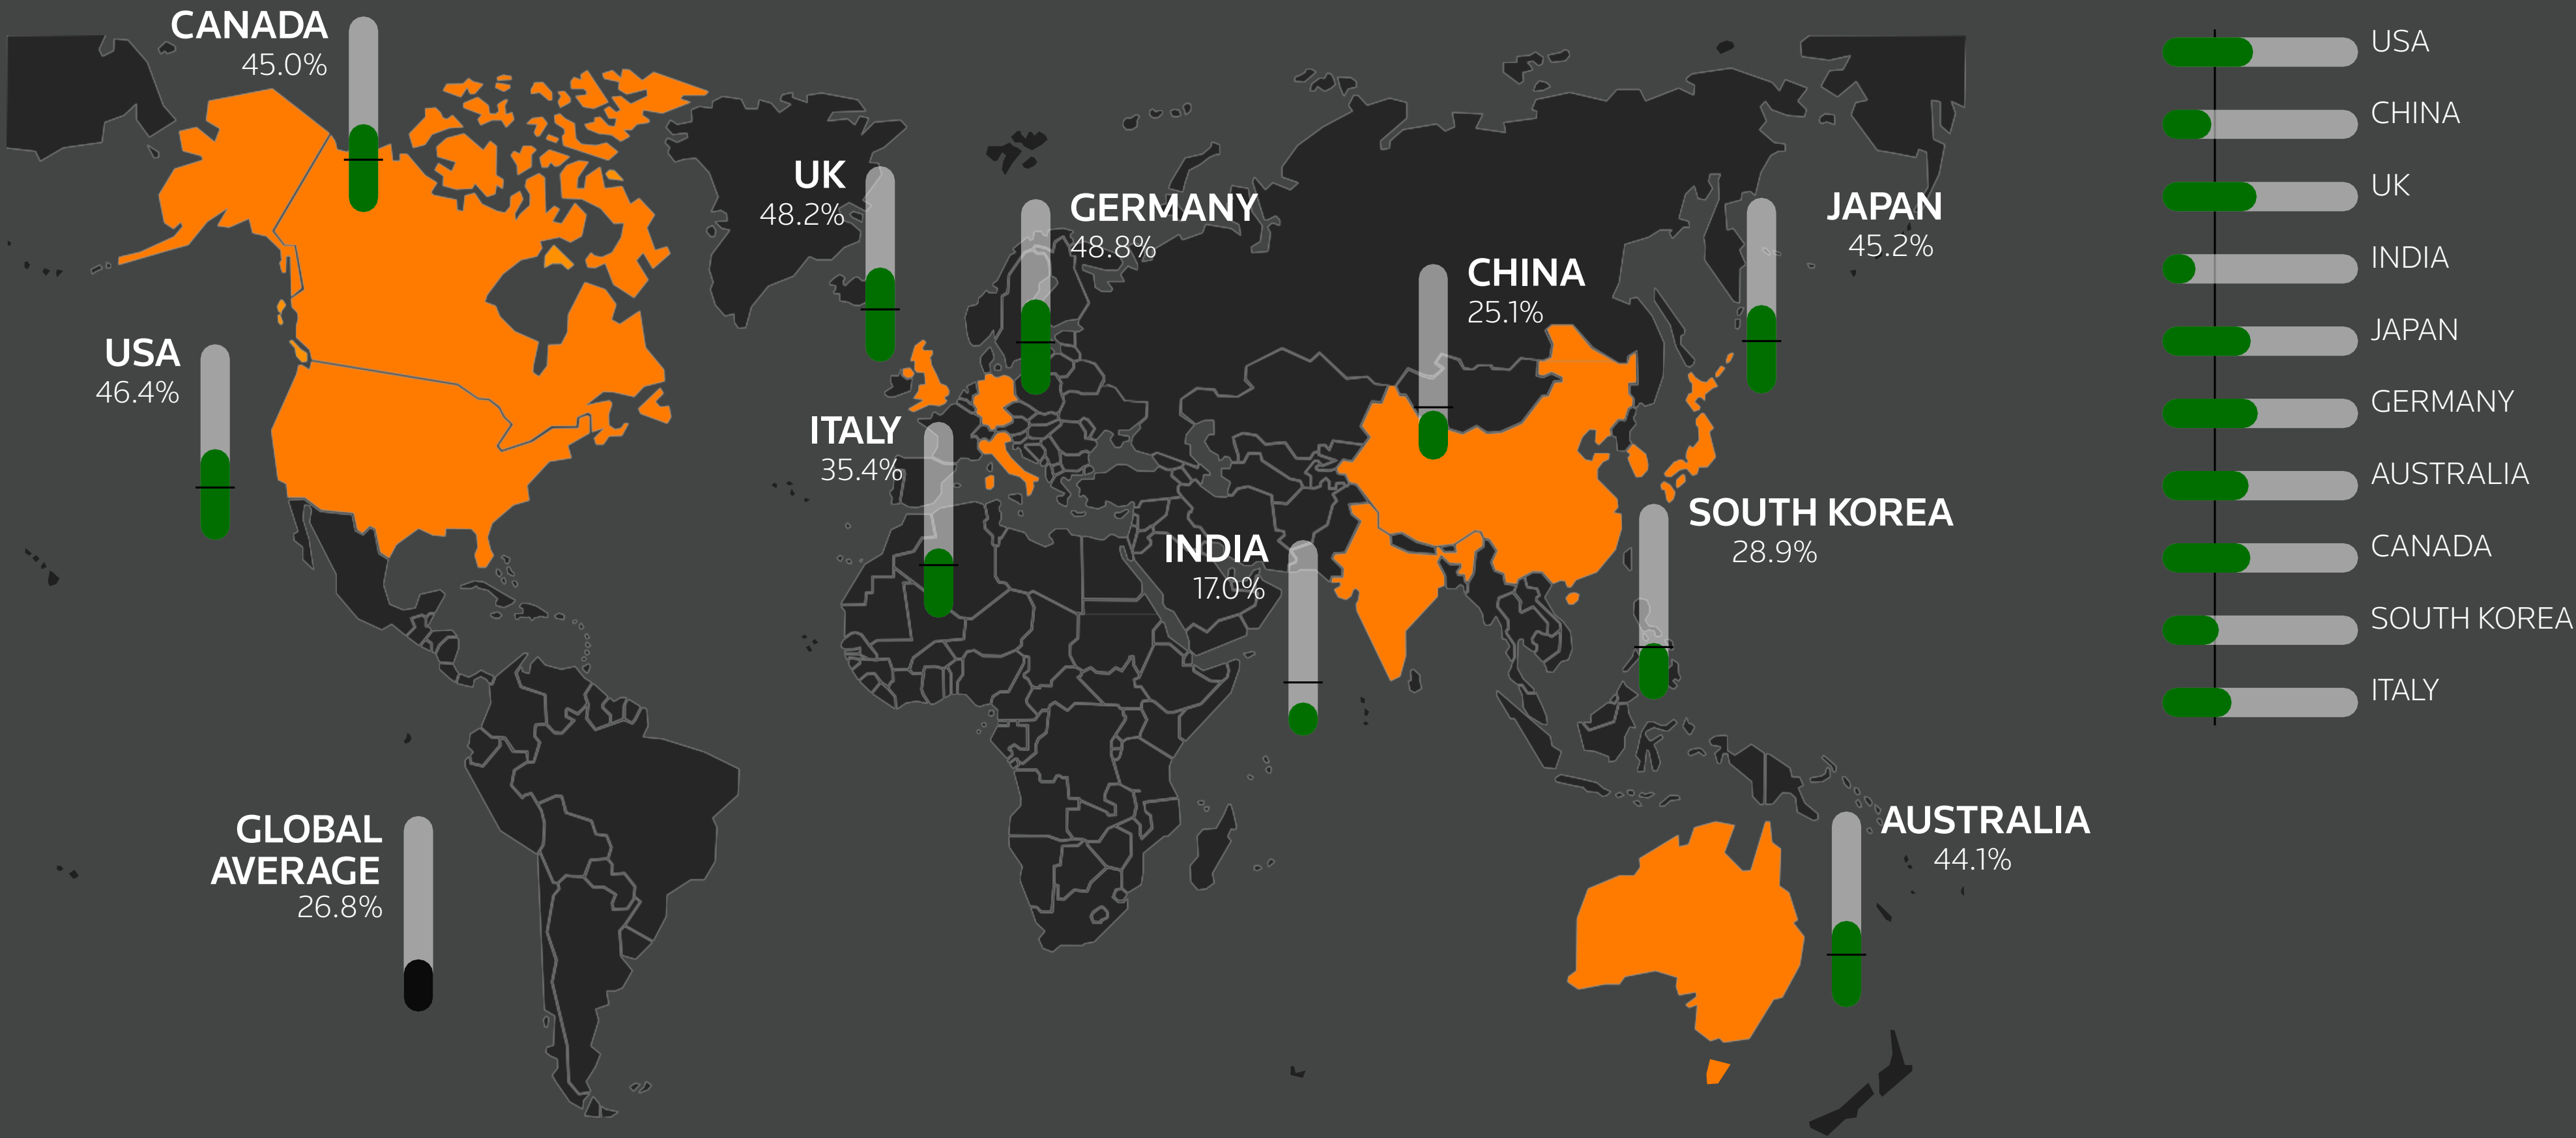 CANADA
45.0%
UK
48.2%
GERMANY
48.8%
JAPAN
45.2%
CHINA
25.1%
USA
46.4%
ITALY
35.4%
INDIA
17.0%
SOUTH KOREA
28.9%
GLOBAL
AVERAGE
26.8%
AUSTRALIA
44.1%
USA
CHINA
UK
INDIA
JAPAN
GERMANY
AUSTRALIA
CANADA
SOUTH KOREA
ITALY